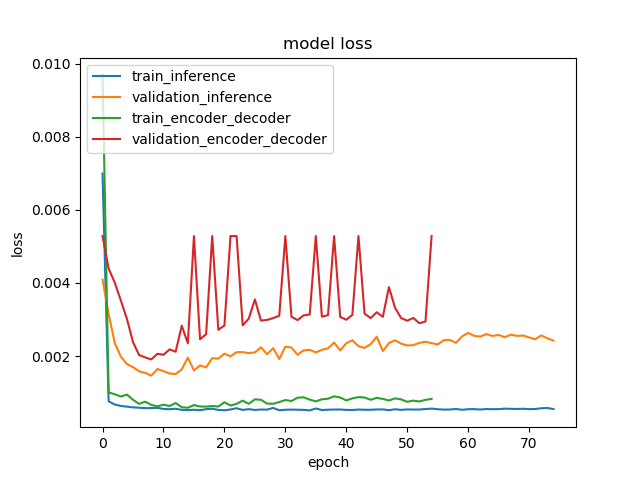 model loss
train_inference
validation_inference
train_encoder_decoder
validation_encoder_decoder
0.010
0.008
0.006
0.004
0.002
loss
0 10 20 30 40 50 60 70
epoch